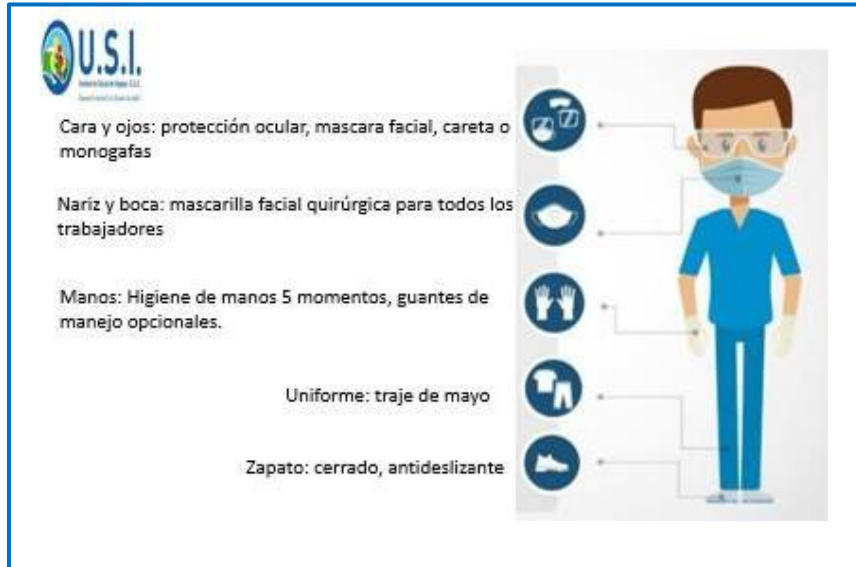 U.S.I.
Cara y ojos: protección ocular, mascara facial, careta o
monogafas
Nariz y boca: mascarilla facial quirúrgica para todos los
trabajadores
Manos: Higiene de manos 5 momentos, guantes de
manejo opcionales.
Uniforme: traje de mayo
Zapato: cerrado, antideslizante